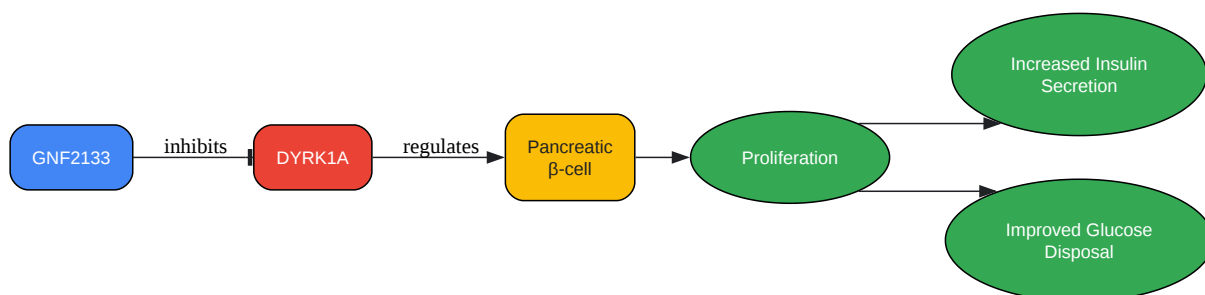 GNF2133
inhibits
DYRK1A
regulates
Pancreatic
β-cell
Proliferation
Increased Insulin
Secretion
Improved Glucose
Disposal